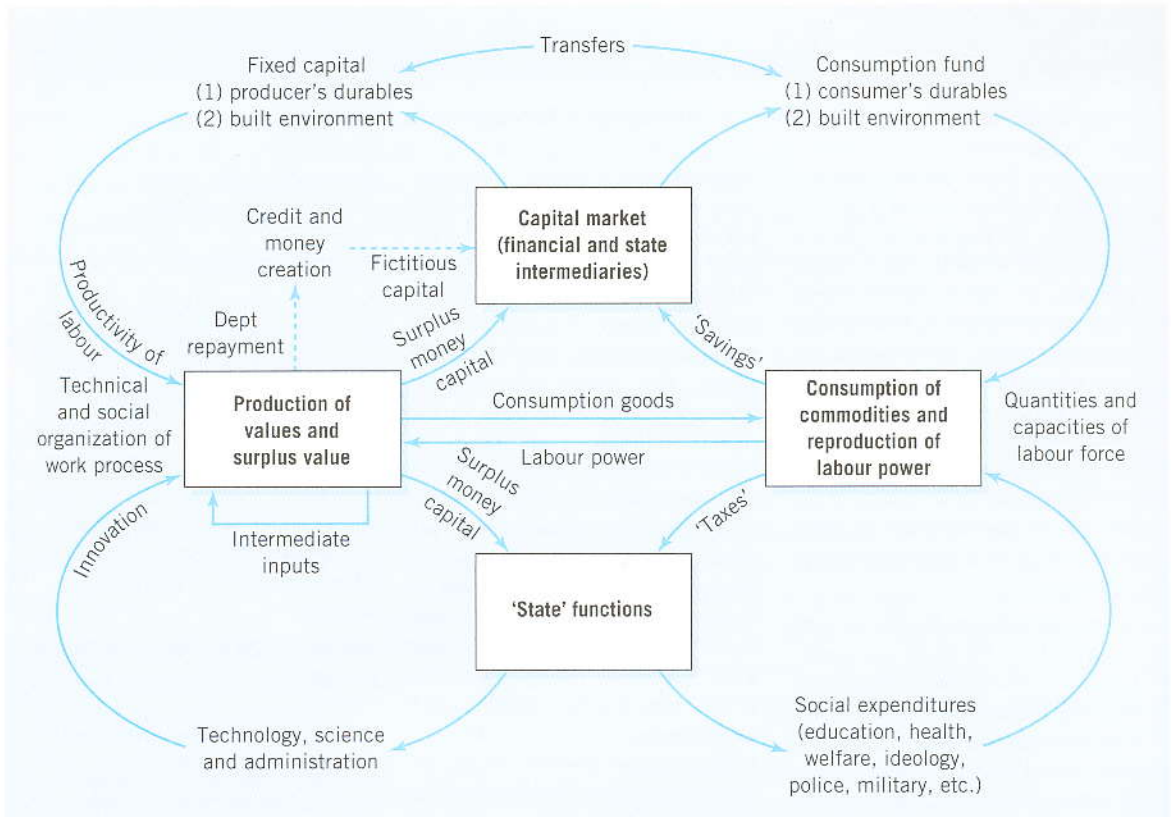 Transfers
Fixed capital
(1) producer's durables
(2) built environment
Consumption fund
(1) consumer's durables
(2) built environment
Capital market
(financial and state
intermediaries)
Credit and
money
creation
Fictitious
capital
Productivity of
labour
Dept
repayment
Surplus
money
capital
'Savings'
Technical
and social
organization of
work process
Production of
values and
surplus value
Consumption goods
Labour power
Consumption of
commodities and
reproduction of
labour power
Quantities and
capacities of
labour force
Surplus
money
capital
'Taxes'
Innovation
Intermediate
inputs
'State' functions
Technology, science
and administration
Social expenditures
(education, health,
welfare, ideology,
police, military, etc.)